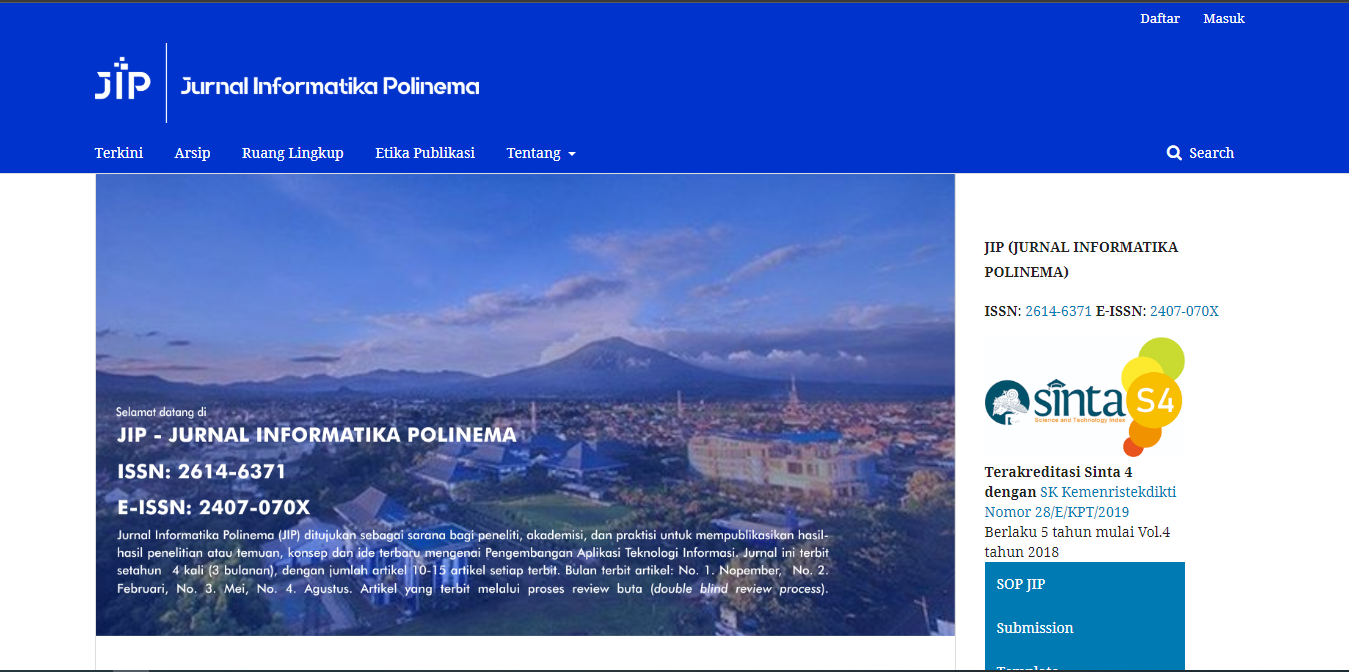 Daftar Masuk
JIP Jurnal Informatika Polinema
Terkini Arsip Ruang Lingkup Etika Publikasi Tentang Search
Selamat datang di
JIP - JURNAL INFORMATIKA POLINEMA
ISSN: 2614-6371
E-ISSN: 2407-070X
Jurnal Informatika Polinema (JIP) ditujukan sebagai sarana bagi peneliti, akademisi, dan praktisi untuk mempublikasikan hasil-
hasil penelitian atau temuan, konsep dan ide terbaru mengenai Pengembangan Aplikasi Teknologi Informasi. Jurnal ini terbit
setahun 4 kali (3 bulanan), dengan jumlah artikel 10-15 artikel setiap terbit. Bulan terbit artikel: No. 1. Nopember, No. 2.
Februari, No. 3. Mei, No. 4. Agustus. Artikel yang terbit melalui proses review buta (double blind review process).
JIP (JURNAL INFORMATIKA
POLINEMA)
ISSN: 2614-6371 E-ISSN: 2407-070X
sinta S4
Science and Technology Index
Terakreditasi Sinta 4
dengan SK Kemenristekdikti
Nomor 28/E/KPT/2019
Berlaku 5 tahun mulai Vol.4
tahun 2018
SOP JIP
Submission
Template